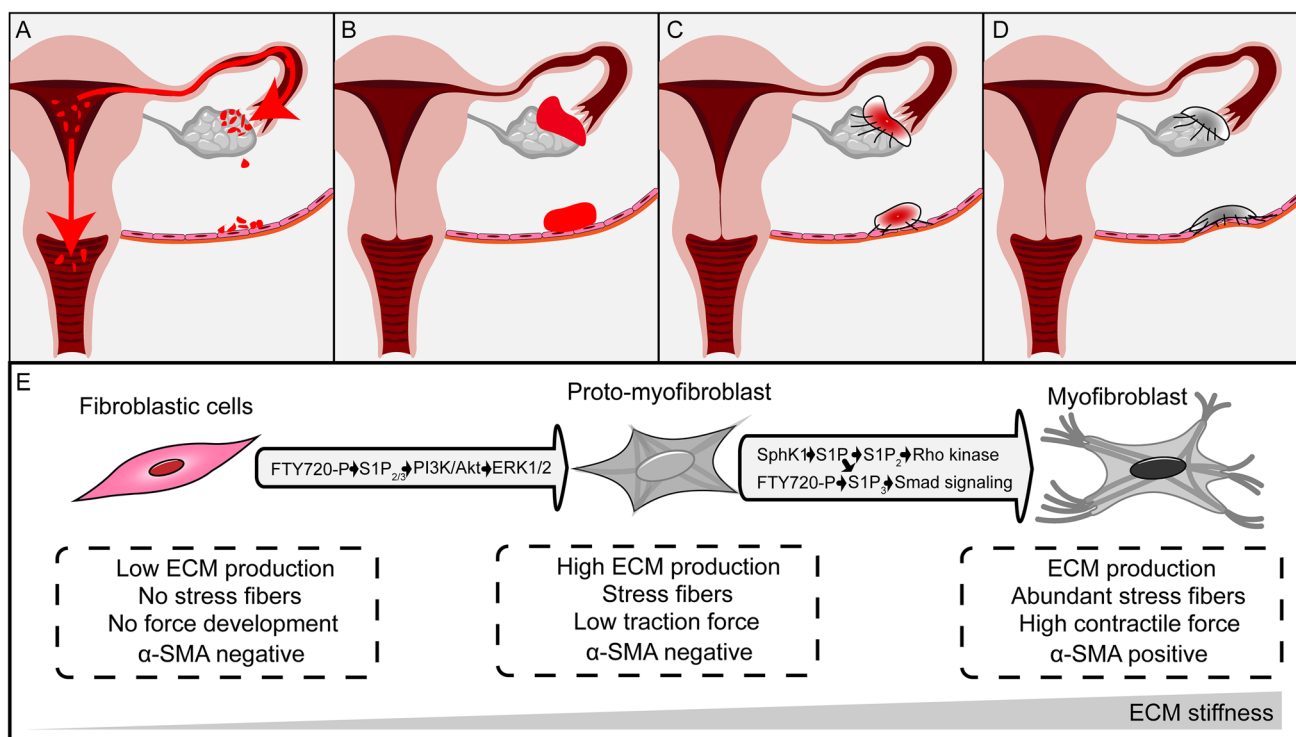 A
B
C
D
E
Fibroblastic cells
Proto-myofibroblast
Myofibroblast
FTY720-P S1P2/3 PI3K/Akt ERK1/2
SphK1 S1P S1P2 Rho kinase
FTY720-P S1P3 Smad signaling
Low ECM production
No stress fibers
No force development
α-SMA negative
High ECM production
Stress fibers
Low traction force
α-SMA negative
ECM production
Abundant stress fibers
High contractile force
α-SMA positive
ECM stiffness